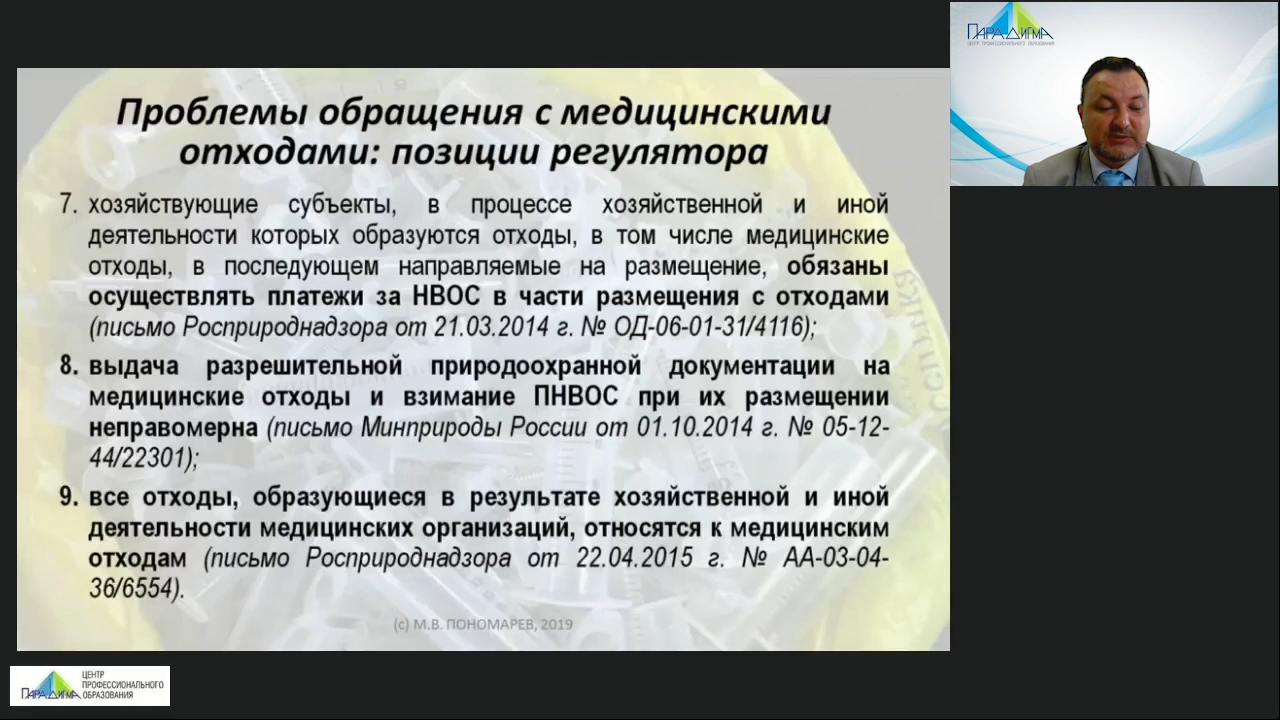 ПАРАДИГМА
ЦЕНТР ПРОФЕССИОНАЛЬНОГО ОБРАЗОВАНИЯ
Проблемы обращения с медицинскими
отходами: позиции регулятора
7. хозяйствующие субъекты, в процессе хозяйственной и иной
деятельности которых образуются отходы, в том числе медицинские
отходы, в последующем направляемые на размещение, обязаны
осуществлять платежи за НВОС в части размещения с отходами
(письмо Росприроднадзора от 21.03.2014 г. № ОД-06-01-31/4116);
8. выдача разрешительной природоохранной документации на
медицинские отходы и взимание ПНВОС при их размещении
неправомерна (письмо Минприроды России от 01.10.2014 г. № 05-12-
44/22301);
9. все отходы, образующиеся в результате хозяйственной и иной
деятельности медицинских организаций, относятся к медицинским
отходам (письмо Росприроднадзора от 22.04.2015 г. № АА-03-04-
36/6554).
(с) М.В. ПОНОМАРЕВ, 2019
ПАРАДИГМА
ЦЕНТР
ПРОФЕССИОНАЛЬНОГО
ОБРАЗОВАНИЯ